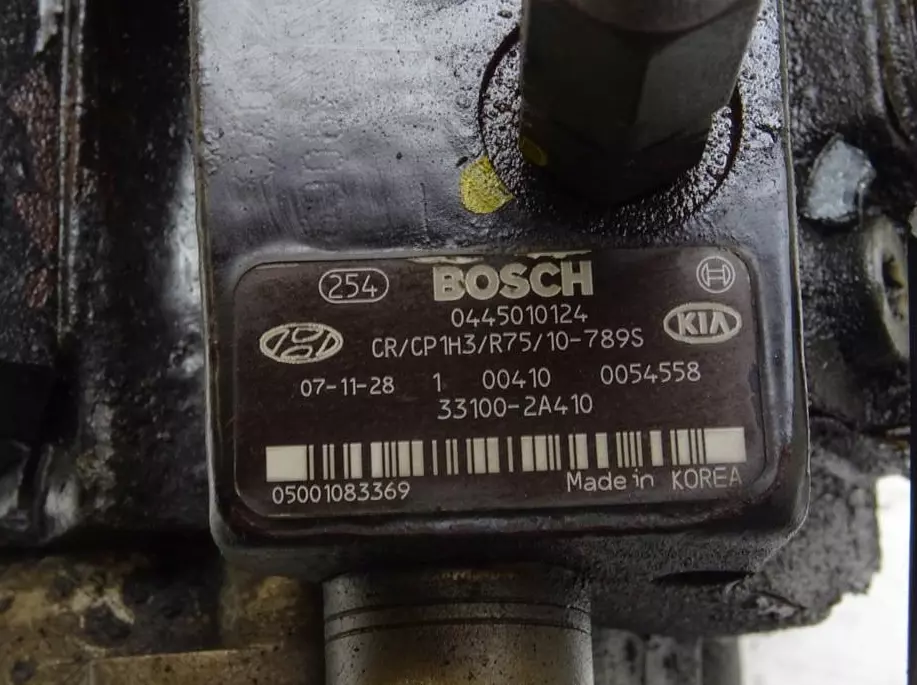 254
BOSCH
0445010124
KIA
CR/CP1H3/R75/10-789S
07-11-28 1 00410 0054558
33100-2A410
05001083369
Made in KOREA